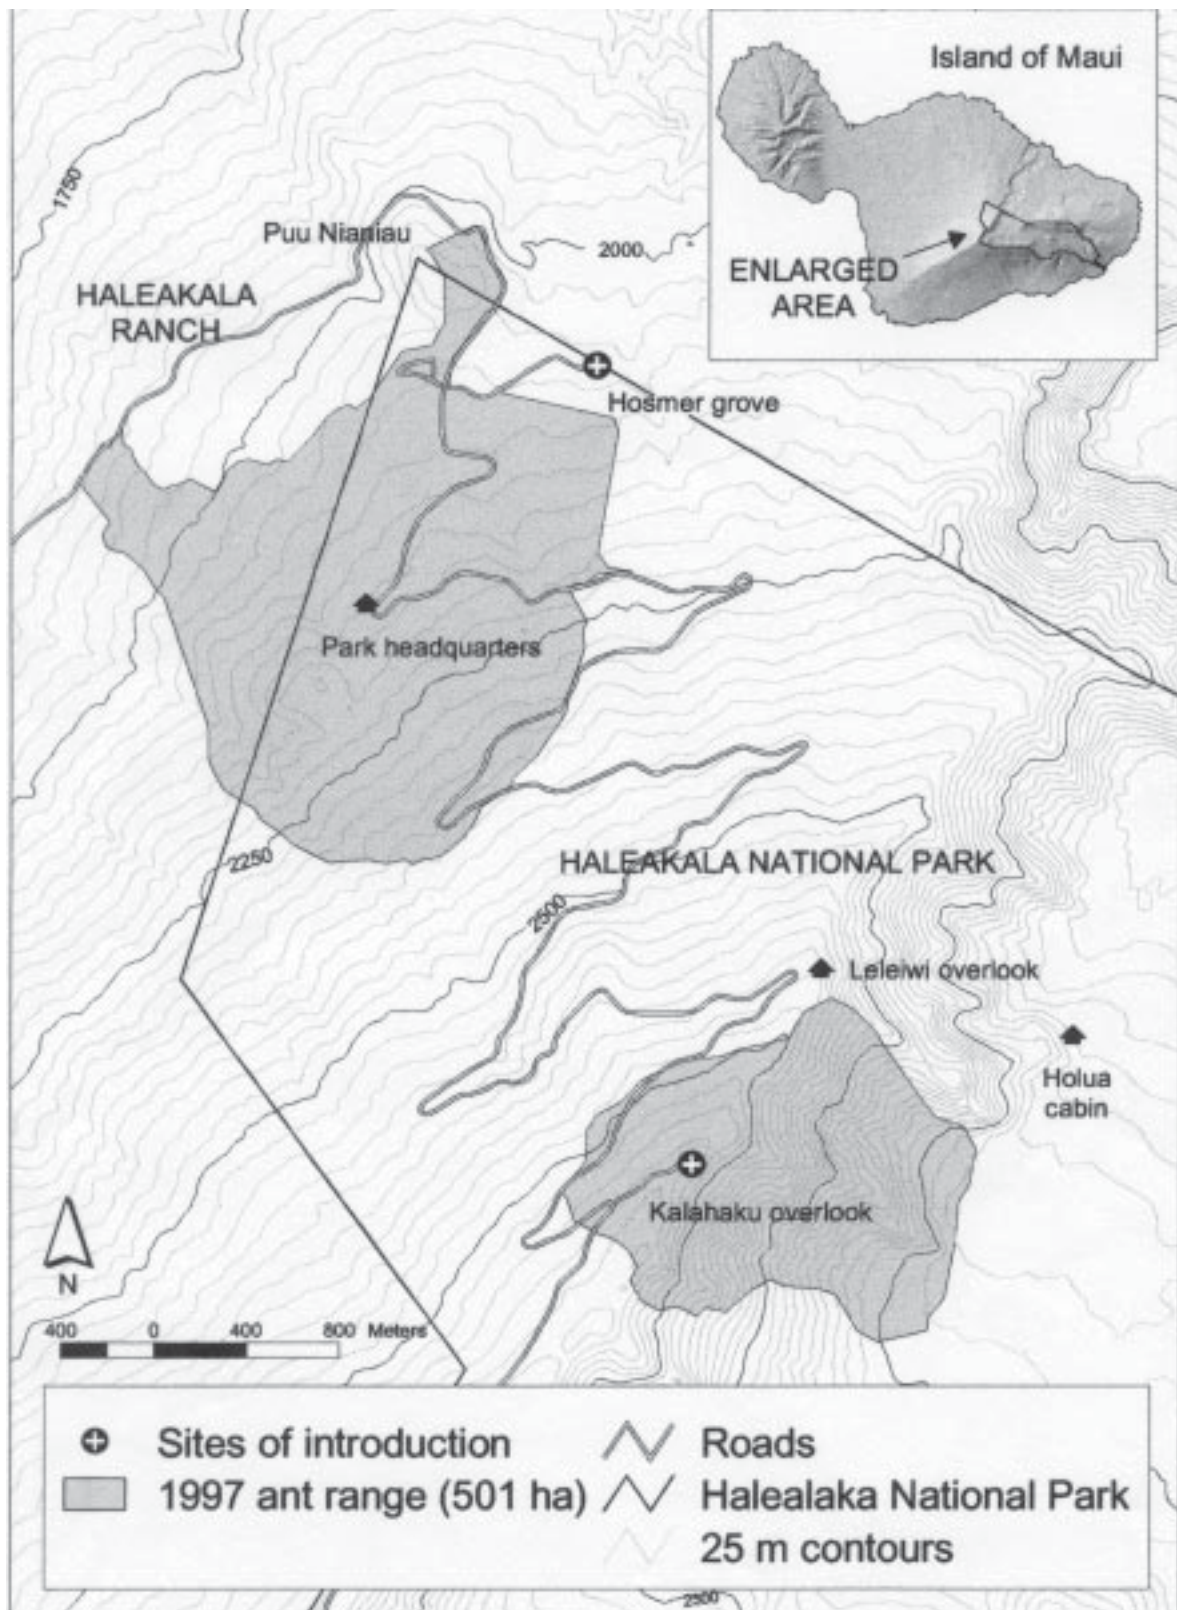 Island of Maui
ENLARGED
AREA
1750
Puu Nianiau
2000
HALEAKALA
RANCH
Hosmer grove
Park headquarters
2250
HALEAKALA NATIONAL PARK
2500
Leleiwi overlook
Holua
cabin
Kalahaku overlook
N
400 0 400 800 Meters
Sites of introduction
1997 ant range (501 ha)
Roads
Halealaka National Park
25 m contours
2500